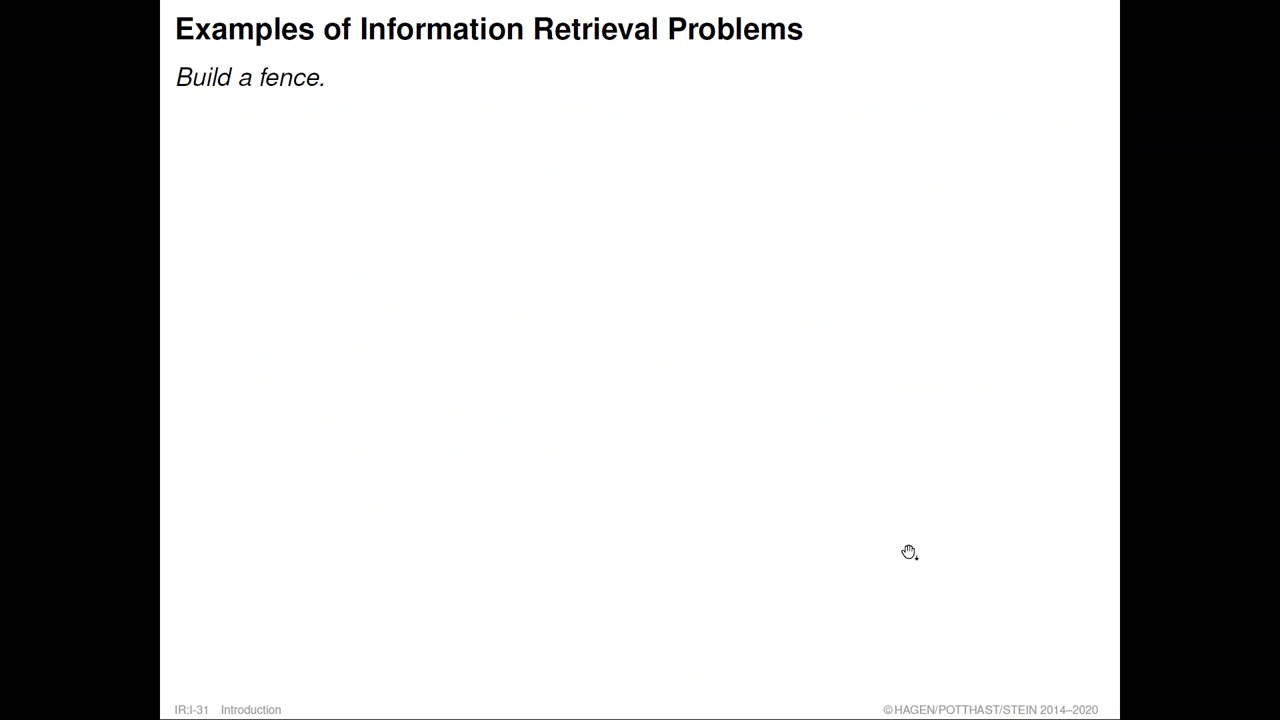 Examples of Information Retrieval Problems
Build a fence.
IR:I-31 Introduction
©HAGEN/POTTHAST/STEIN 2014–2020